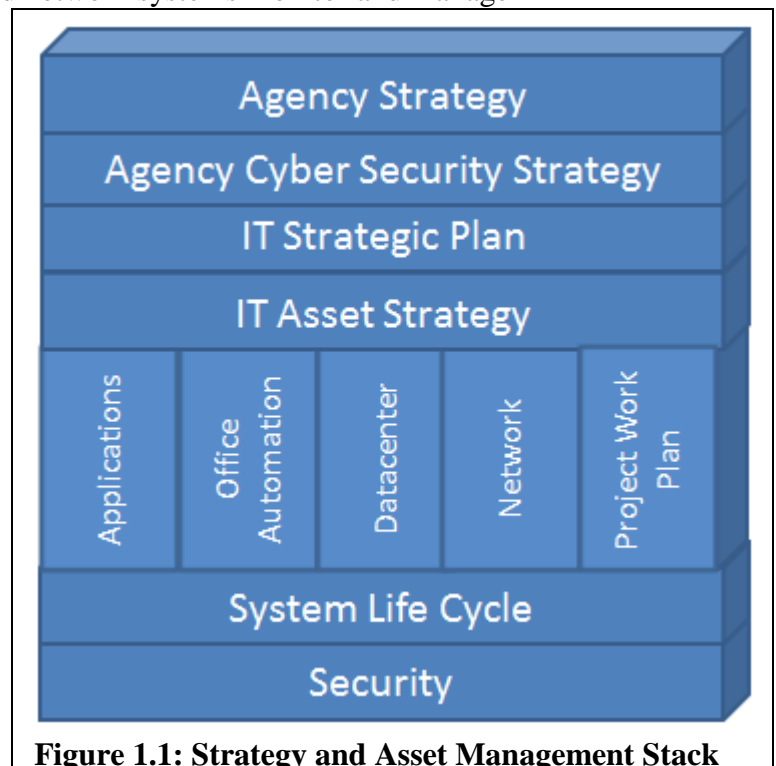 Agency Strategy
Agency Cyber Security Strategy
IT Strategic Plan
IT Asset Strategy
Applications
Office
Automation
Datacenter
Network
Project Work
Plan
System Life Cycle
Security
Figure 1.1: Strategy and Asset Management Stack